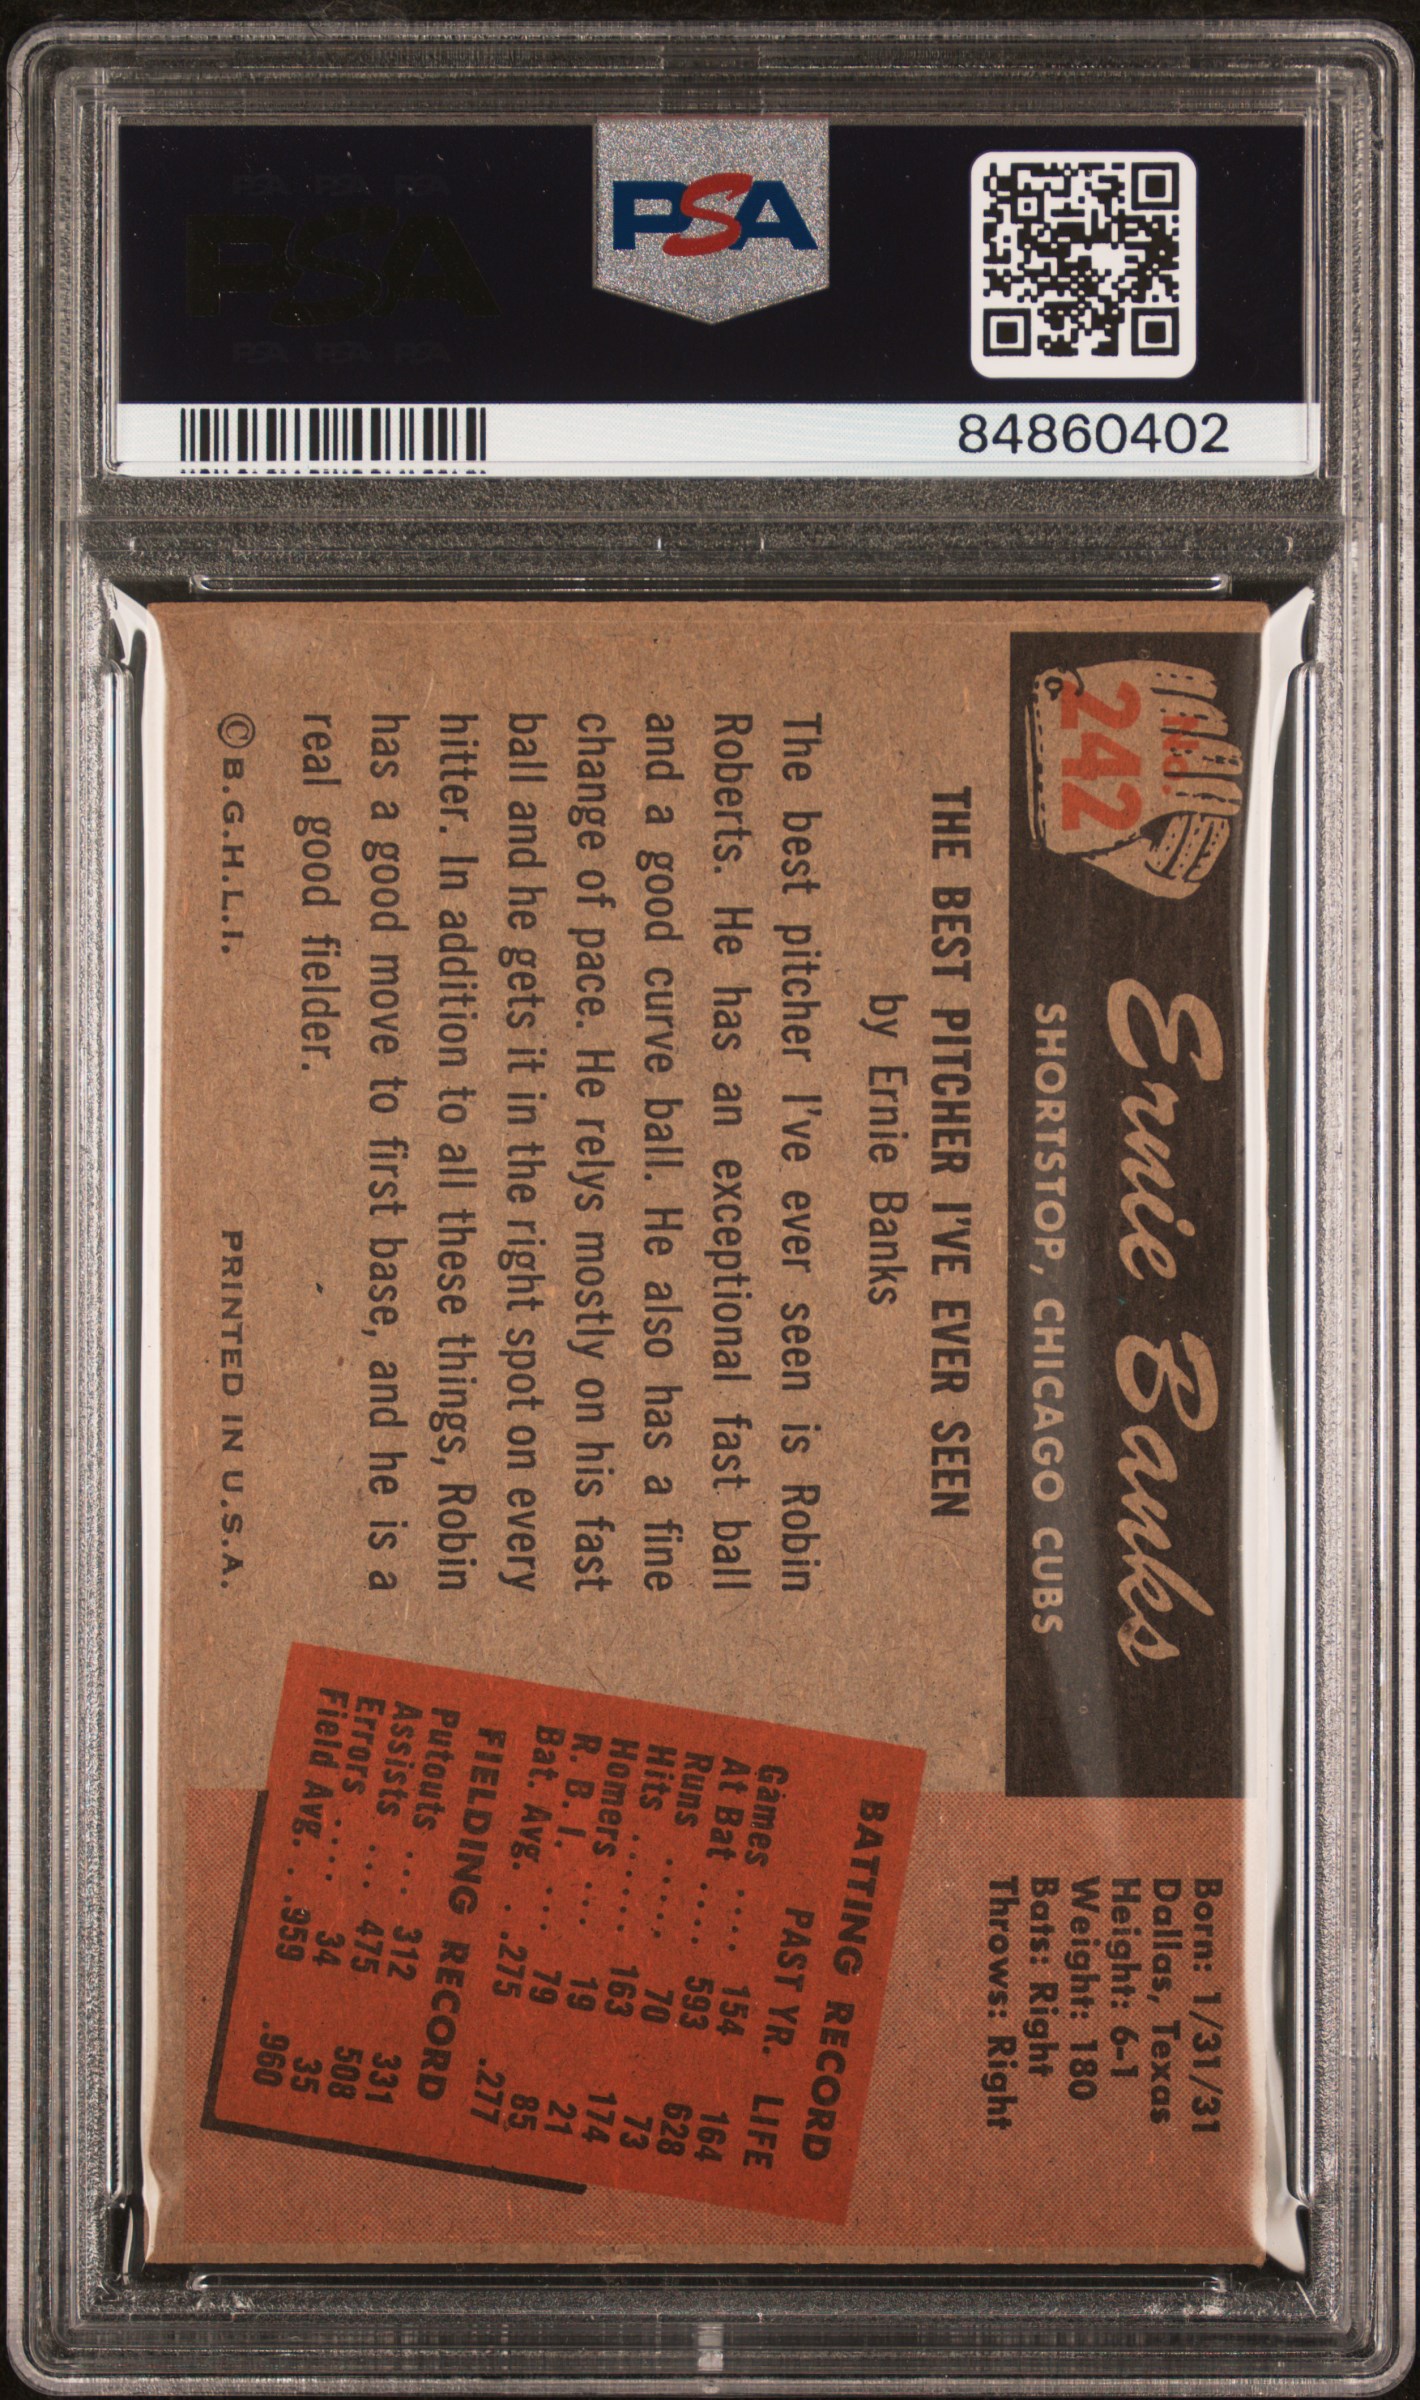 PSA
PSA PSA PSA
PSA
PSA PSA PSA
84860402
No.
242
Ernie Banks
SHORTSTOP, CHICAGO CUBS
Born: 1/31/31
Dallas, Texas
Height: 6-1
Weight: 180
Bats: Right
Throws: Right
THE BEST PITCHER I'VE EVER SEEN
by Ernie Banks
The best pitcher I've ever seen is Robin
Roberts. He has an exceptional fast ball
and a good curve ball. He also has a fine
change of pace. He relys mostly on his fast
ball and he gets it in the right spot on every
hitter. In addition to all these things, Robin
has a good move to first base, and he is a
real good fielder.
© B.G.H.L.I. PRINTED IN U.S.A.
BATTING RECORD
PAST YR. LIFE
Games .... 154 164
At Bat .... 593 628
Runs ..... 70 73
Hits ...... 163 174
Homers ... 19 21
R. B. I. ... 79 85
Bat. Avg. . .275 .277
FIELDING RECORD
Putouts ... 312 331
Assists ... 475 508
Errors .... 34 35
Field Avg. . .959 .960